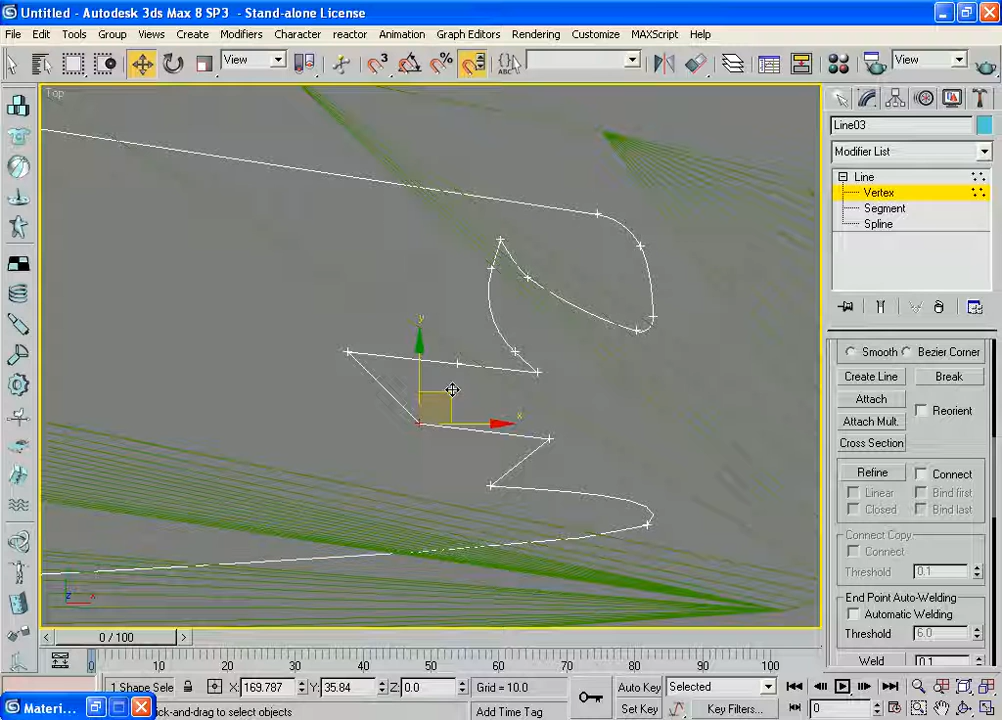 Untitled - Autodesk 3ds Max 8 SP3 - Stand-alone License
File Edit Tools Group Views Create Modifiers Character reactor Animation Graph Editors Rendering Customize MAXScript Help
View
View
Top
Line03
Modifier List
Line
Vertex
Segment
Spline
Smooth Bezier Corner
Create Line Break
Attach
Reorient
Attach Mult.
Cross Section
Refine Connect
Linear Bind first
Closed Bind last
Connect Copy
Connect
Threshold 0.1
End Point Auto-Welding
Automatic Welding
Threshold 6.0
Weld 0.1
y
x
z x
0 / 100
0 10 20 30 40 50 60 70 80 90 100
1 Shape Sele X: 169.787 Y: 35.84 Z: 0.0 Grid = 10.0 Auto Key Selected
Materi... ick-and-drag to select objects Add Time Tag Set Key Key Filters... 0